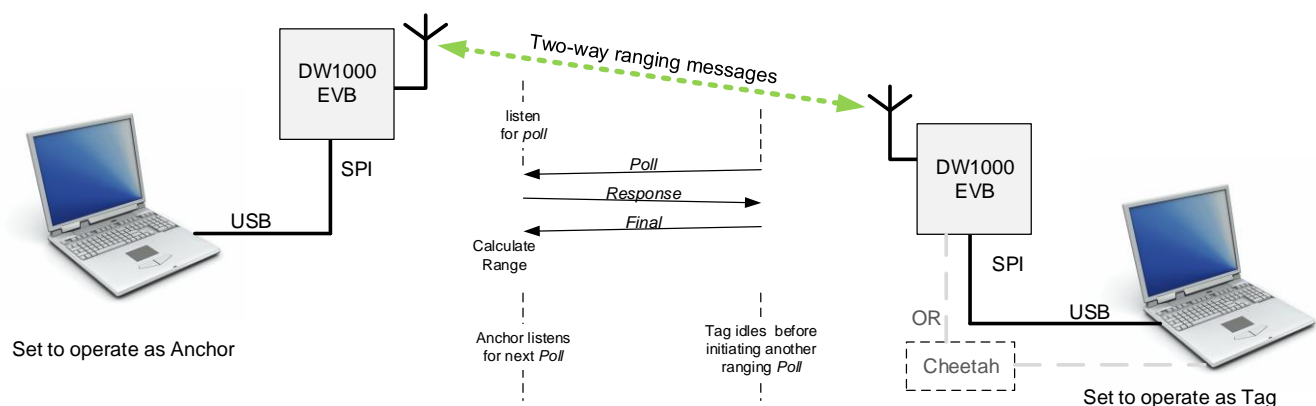 Two-way ranging messages
DW1000
EVB
listen
for poll
SPI
Poll
DW1000
EVB
Response
USB
Final
Calculate
Range
SPI
OR
USB
Set to operate as Anchor
Anchor listens
for next Poll
Tag idles before
initiating another
ranging Poll
Cheetah
Set to operate as Tag